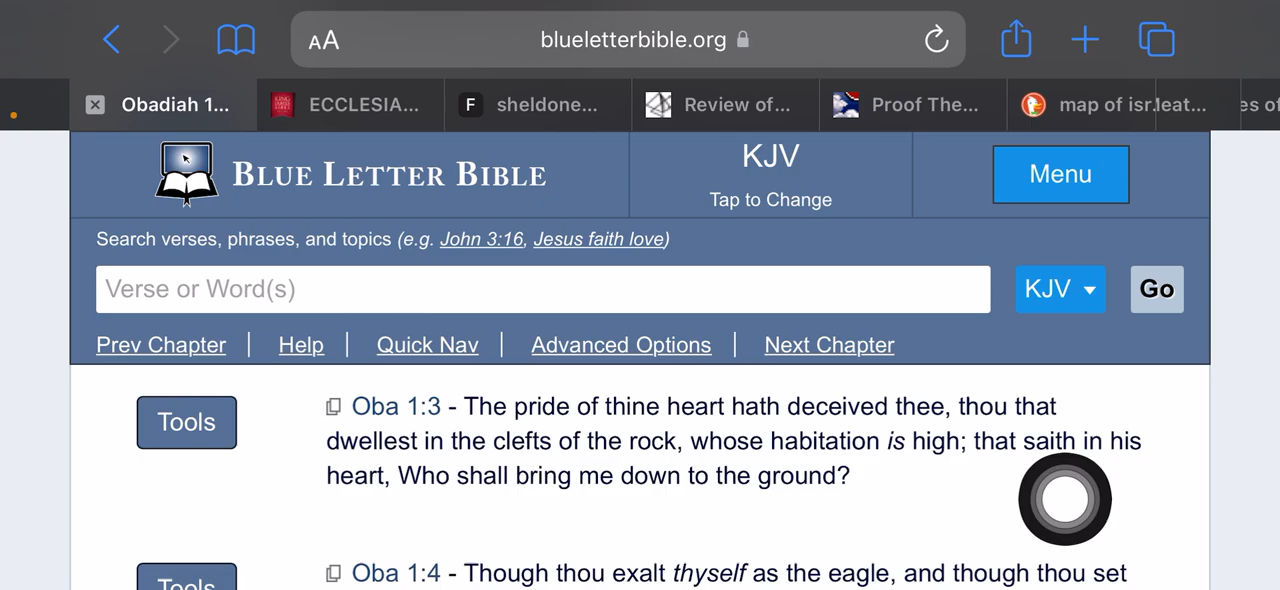 AA blueletterbible.org
Obadiah 1... ECCLESIA... F sheldone... Review of... Proof The... map of isr. leat... es of
BLUE LETTER BIBLE KJV Menu
Tap to Change
Search verses, phrases, and topics (e.g. John 3:16, Jesus faith love)
Verse or Word(s) KJV Go
Prev Chapter | Help | Quick Nav | Advanced Options | Next Chapter
Tools Oba 1:3 - The pride of thine heart hath deceived thee, thou that
dwellest in the clefts of the rock, whose habitation is high; that saith in his
heart, Who shall bring me down to the ground?
Tools Oba 1:4 - Though thou exalt thyself as the eagle, and though thou set